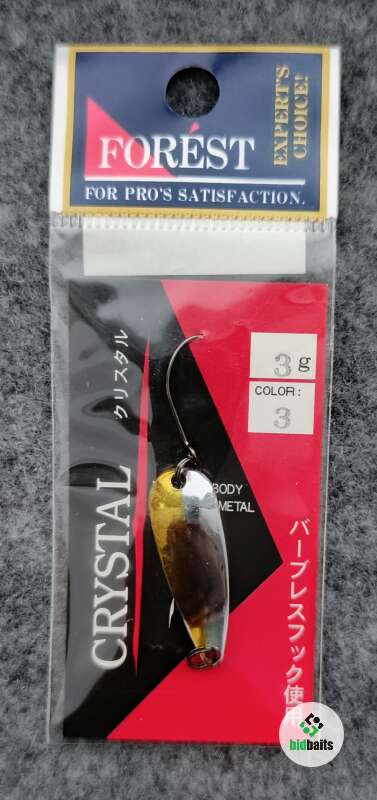 FORÉST
EXPERT'S
CHOICE!
FOR PRO'S SATISFACTION.
3g
COLOR:
3
CRYSTAL
クリスタル
BODY
METAL
バーブレスフック使用
bidbaits